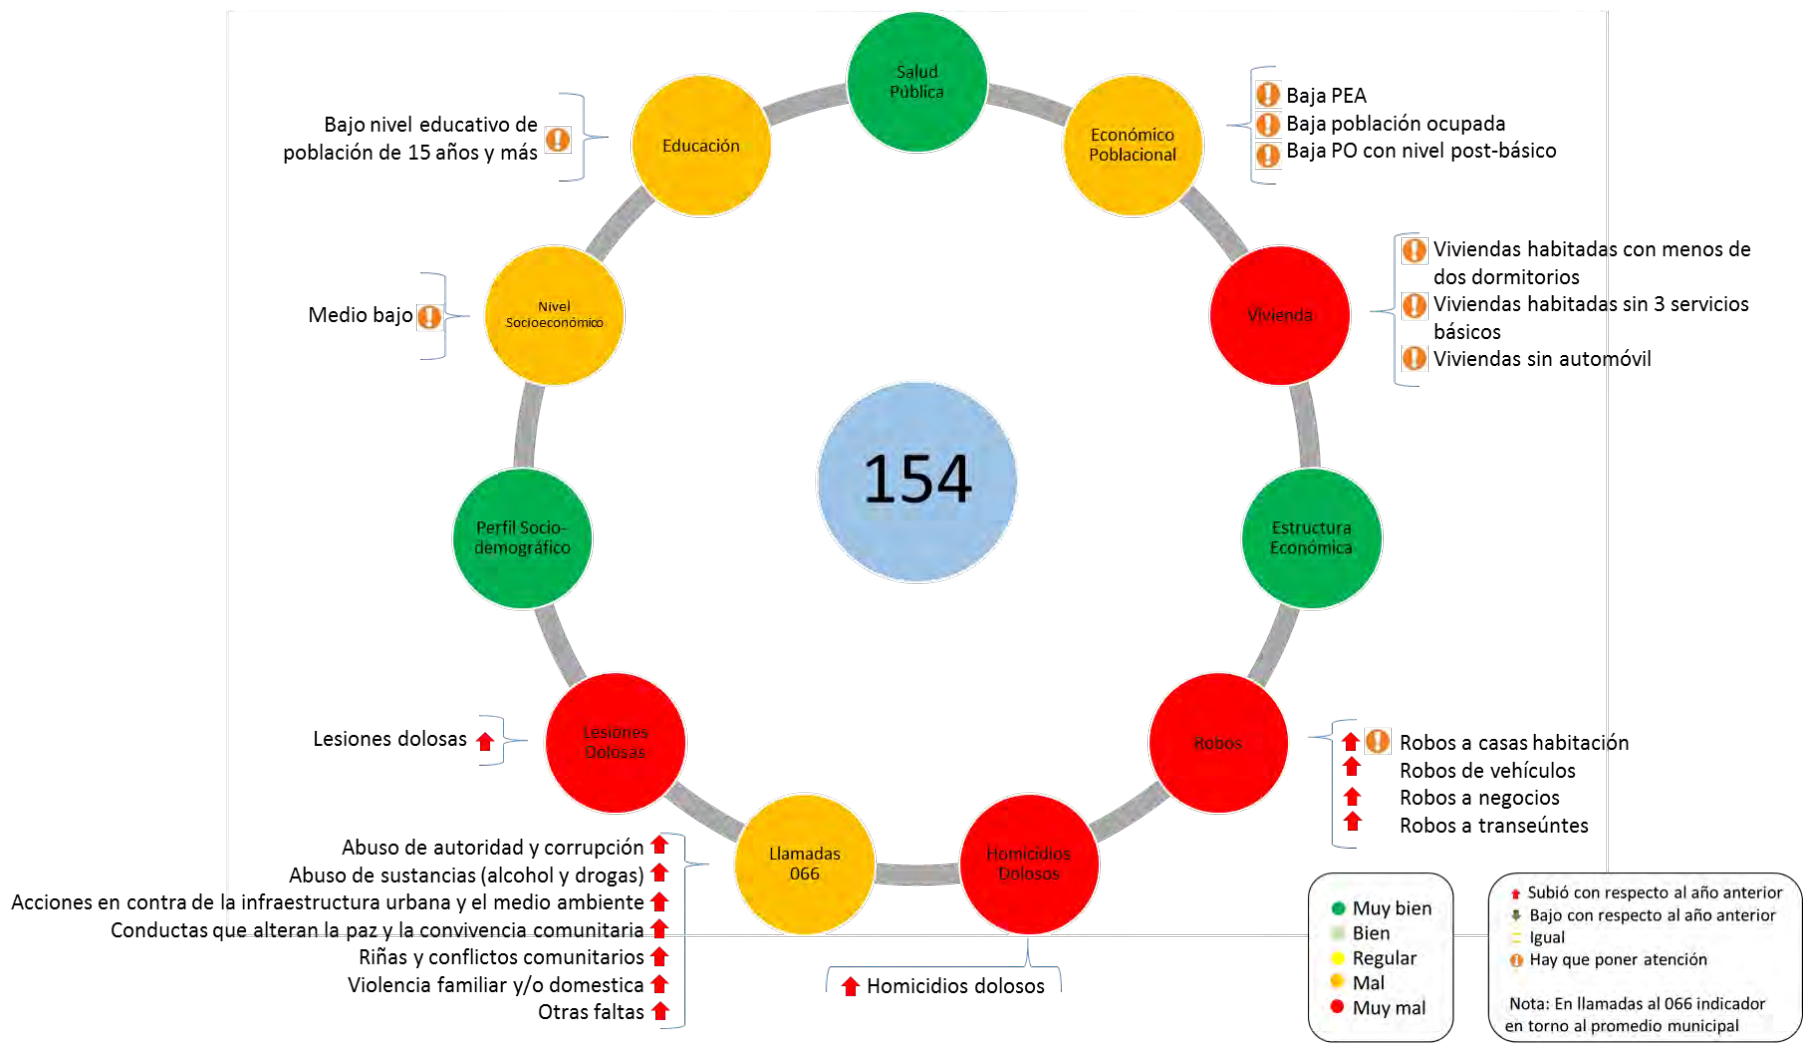 Salud
Pública
Económico
Poblacional
Baja PEA
Baja población ocupada
Baja PO con nivel post-básico
Vivienda
Viviendas habitadas con menos de
dos dormitorios
Viviendas habitadas sin 3 servicios
básicos
Viviendas sin automóvil
Estructura
Económica
Robos
Robos a casas habitación
Robos de vehículos
Robos a negocios
Robos a transeúntes
Homicidios
Dolosos
Homicidios dolosos
Llamadas
066
Abuso de autoridad y corrupción
Abuso de sustancias (alcohol y drogas)
Acciones en contra de la infraestructura urbana y el medio ambiente
Conductas que alteran la paz y la convivencia comunitaria
Riñas y conflictos comunitarios
Violencia familiar y/o domestica
Otras faltas
Lesiones
Dolosas
Lesiones dolosas
Perfil Socio-
demográfico
Nivel
Socioeconómico
Medio bajo
Educación
Bajo nivel educativo de
población de 15 años y más
154
Muy bien
Bien
Regular
Mal
Muy mal
Subió con respecto al año anterior
Bajo con respecto al año anterior
Igual
Hay que poner atención
Nota: En llamadas al 066 indicador
en torno al promedio municipal